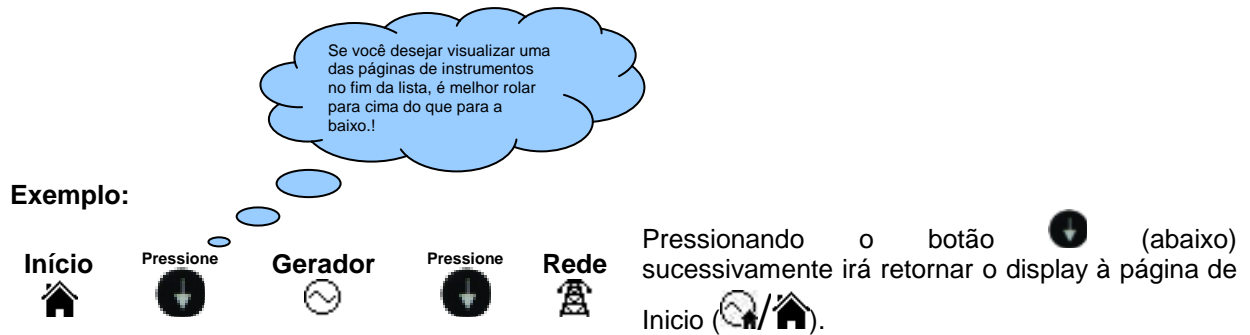 Se você desejar visualizar uma
das páginas de instrumentos
no fim da lista, é melhor rolar
para cima do que para a
baixo.!
Exemplo:
Início Pressione Gerador Pressione Rede
Pressionando o botão (abaixo)
sucessivamente irá retornar o display à página de
Inicio ( / ).